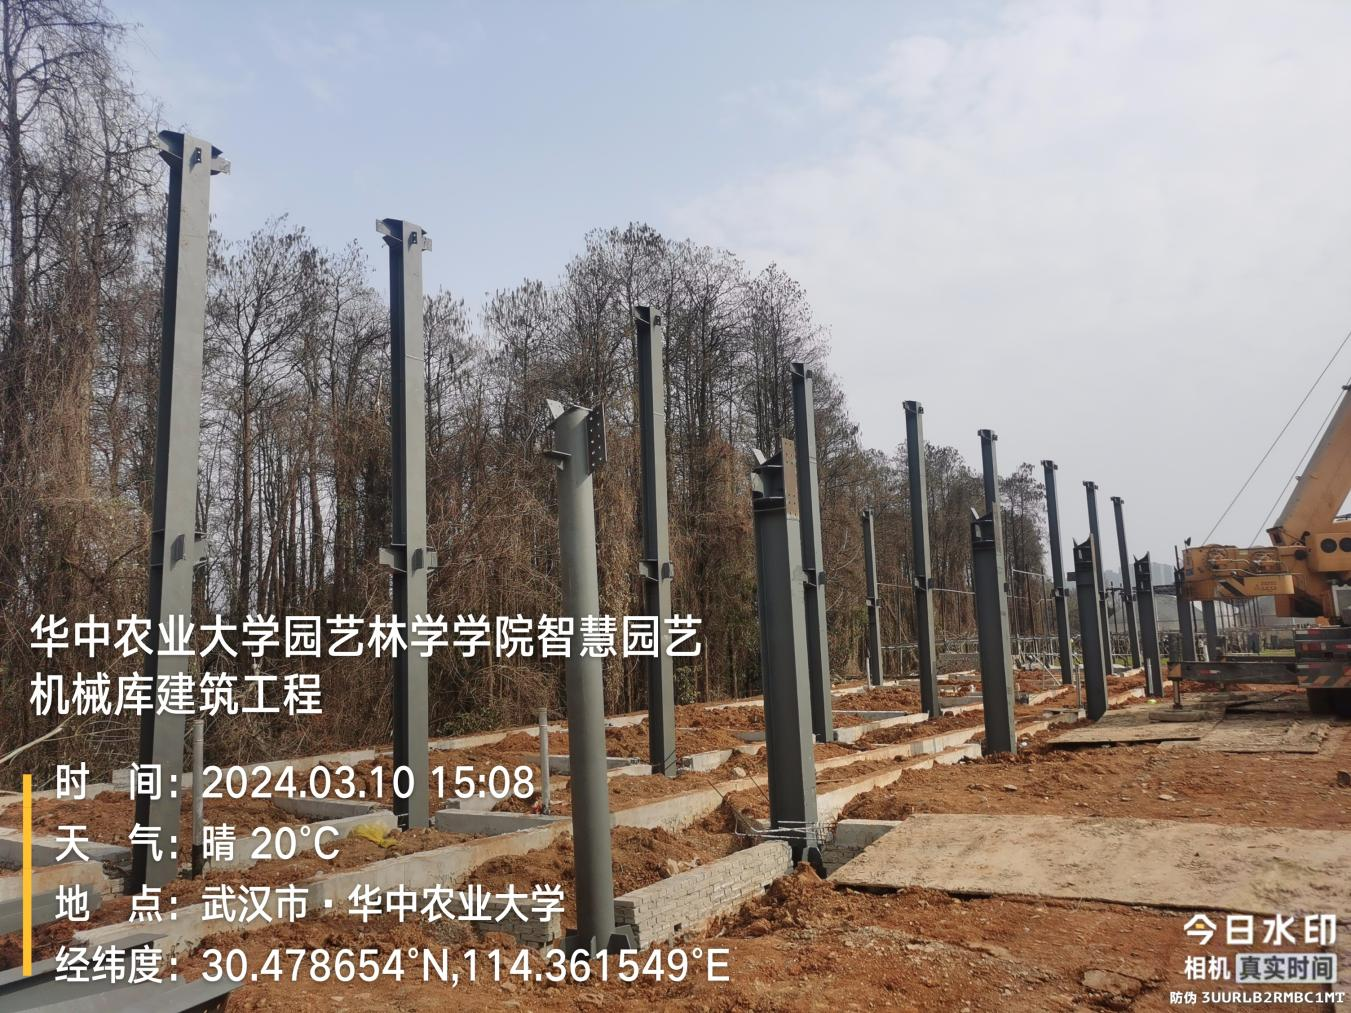 华中农业大学园艺林学学院智慧园艺
机械库建筑工程
时 间：2024.03.10 15:08
天 气：晴 20°C
地 点：武汉市·华中农业大学
经纬度：30.478654°N,114.361549°E
今日水印
相机 真实时间
防伪 3UURLB2RMBC1MT